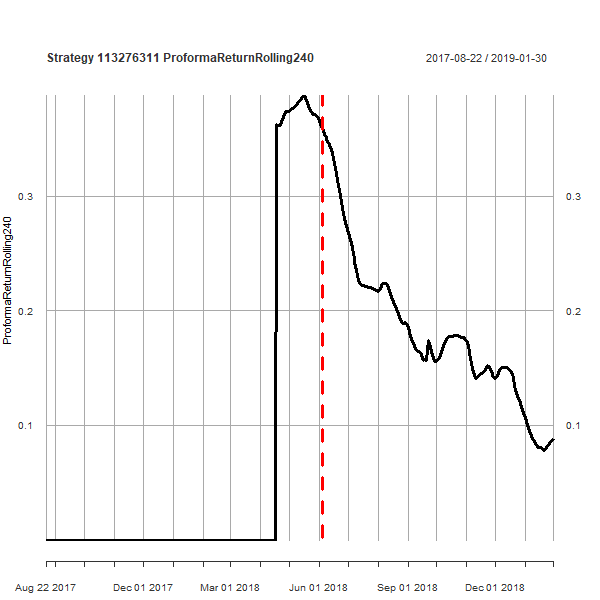 Strategy 113276311 ProformaReturnRolling240
2017-08-22 / 2019-01-30
ProformaReturnRolling240
0.3
0.3
0.2
0.2
0.1
0.1
Aug 22 2017
Dec 01 2017
Mar 01 2018
Jun 01 2018
Sep 01 2018
Dec 01 2018